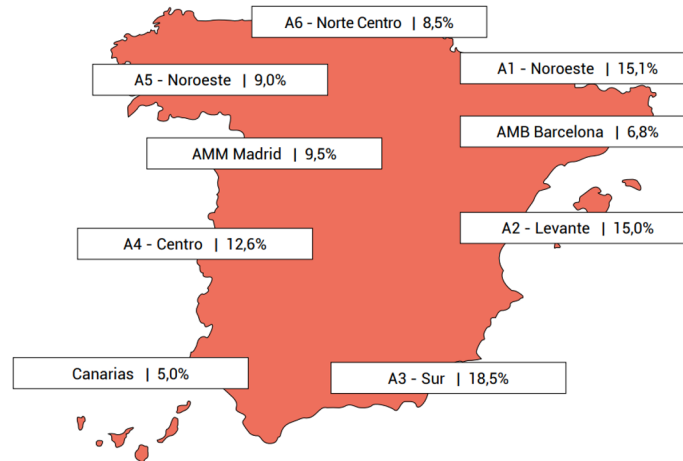 A6 - Norte Centro | 8,5%
A1 - Noroeste | 15,1%
A5 - Noroeste | 9,0%
AMB Barcelona | 6,8%
AMM Madrid | 9,5%
A2 - Levante | 15,0%
A4 - Centro | 12,6%
Canarias | 5,0%
A3 - Sur | 18,5%